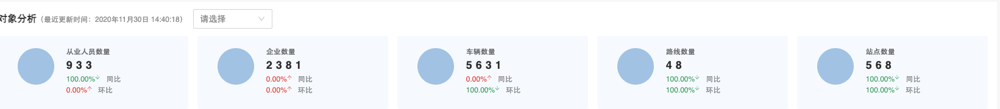 对象分析（最近更新时间：2020年11月30日 14:40:18） 请选择
从业人员数量
933
100.00%↓ 同比
0.00%↑ 环比
企业数量
2381
0.00%↑ 同比
0.00%↑ 环比
车辆数量
5631
0.00%↑ 同比
100.00%↓ 环比
路线数量
48
100.00%↓ 同比
100.00%↓ 环比
站点数量
568
100.00%↓ 同比
100.00%↓ 环比